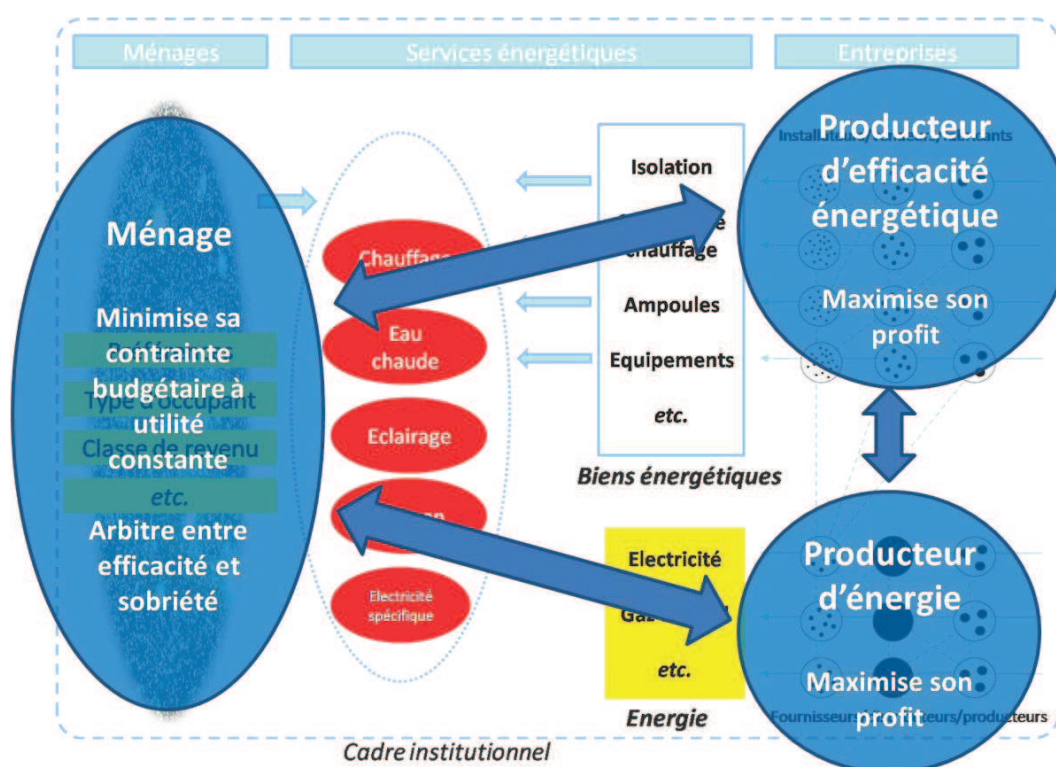 Ménages
Services énergétiques
Entreprises
Ménage
Minimise sa
contrainte
budgétaire à
Type d'occupant
utilité
Classe de revenu
constante
etc.
Arbitre entre
efficacité et
sobriété
Chauffage
Eau
chaude
Eclairage
Electricité
spécifique
Isolation
chauffage
Ampoules
Equipements
etc.
Biens énergétiques
Electricité
etc.
Energie
Producteur
d'efficacité
énergétique
Maximise son
profit
Producteur
d'énergie
Maximise son
profit
Cadre institutionnel